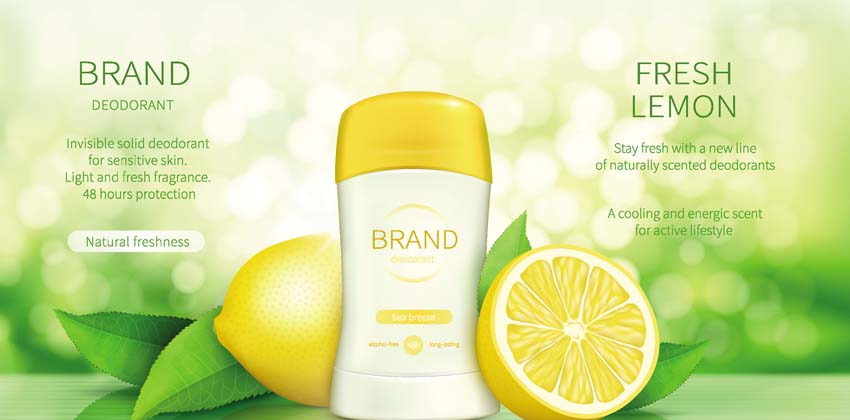 BRAND
DEODORANT
Invisible solid deodorant
for sensitive skin.
Light and fresh fragrance.
48 hours protection
Natural freshness
BRAND
deodorant
Sea breeze
alcohol-free 48h long-lasting
FRESH
LEMON
Stay fresh with a new line
of naturally scented deodorants
A cooling and energic scent
for active lifestyle